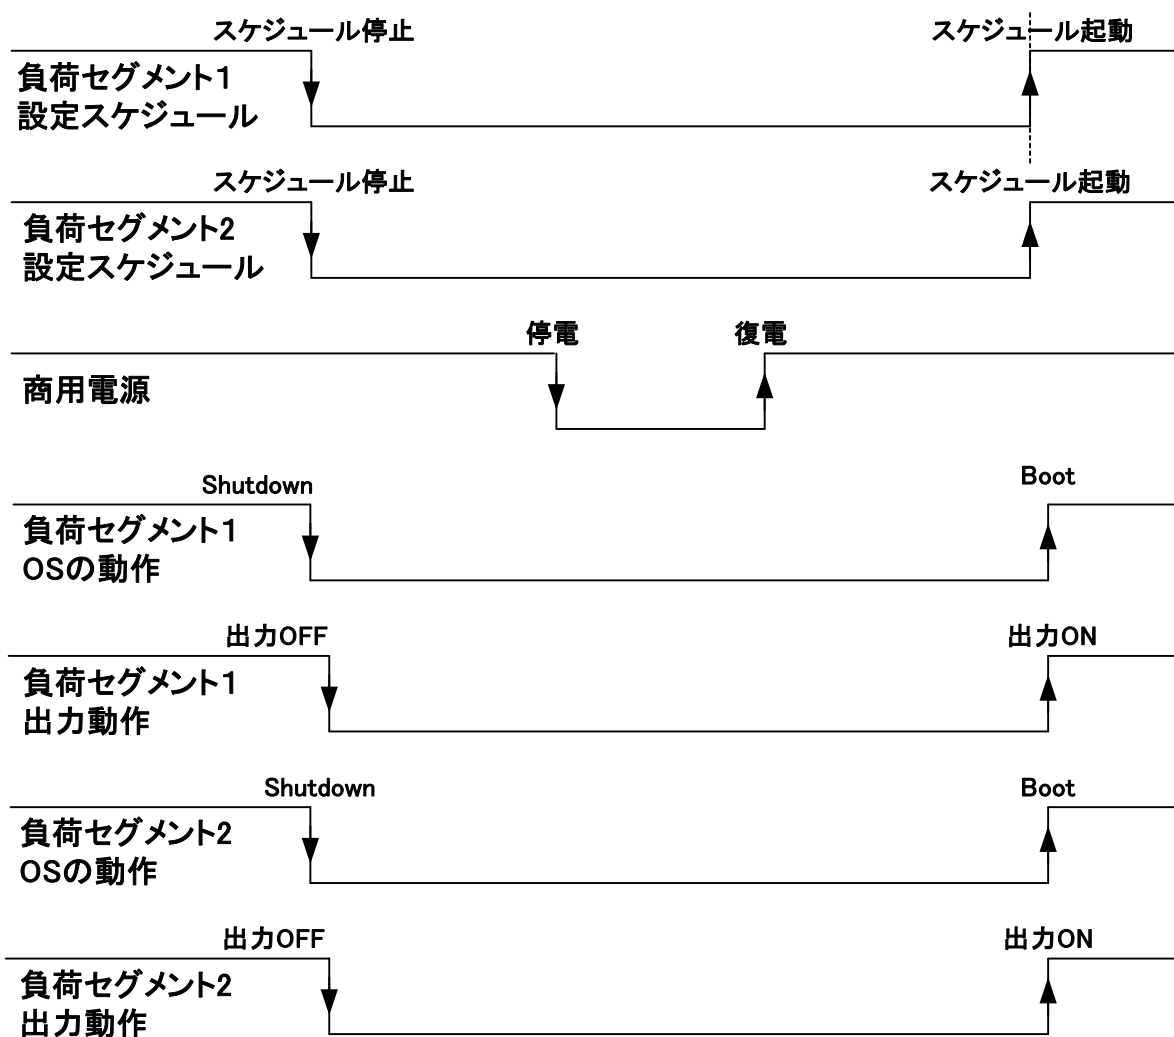 スケジュール停止
スケジュール起動
負荷セグメント1
設定スケジュール
スケジュール停止
スケジュール起動
負荷セグメント2
設定スケジュール
停電
復電
商用電源
Shutdown
Boot
負荷セグメント1
OSの動作
出力OFF
出力ON
負荷セグメント1
出力動作
Shutdown
Boot
負荷セグメント2
OSの動作
出力OFF
出力ON
負荷セグメント2
出力動作